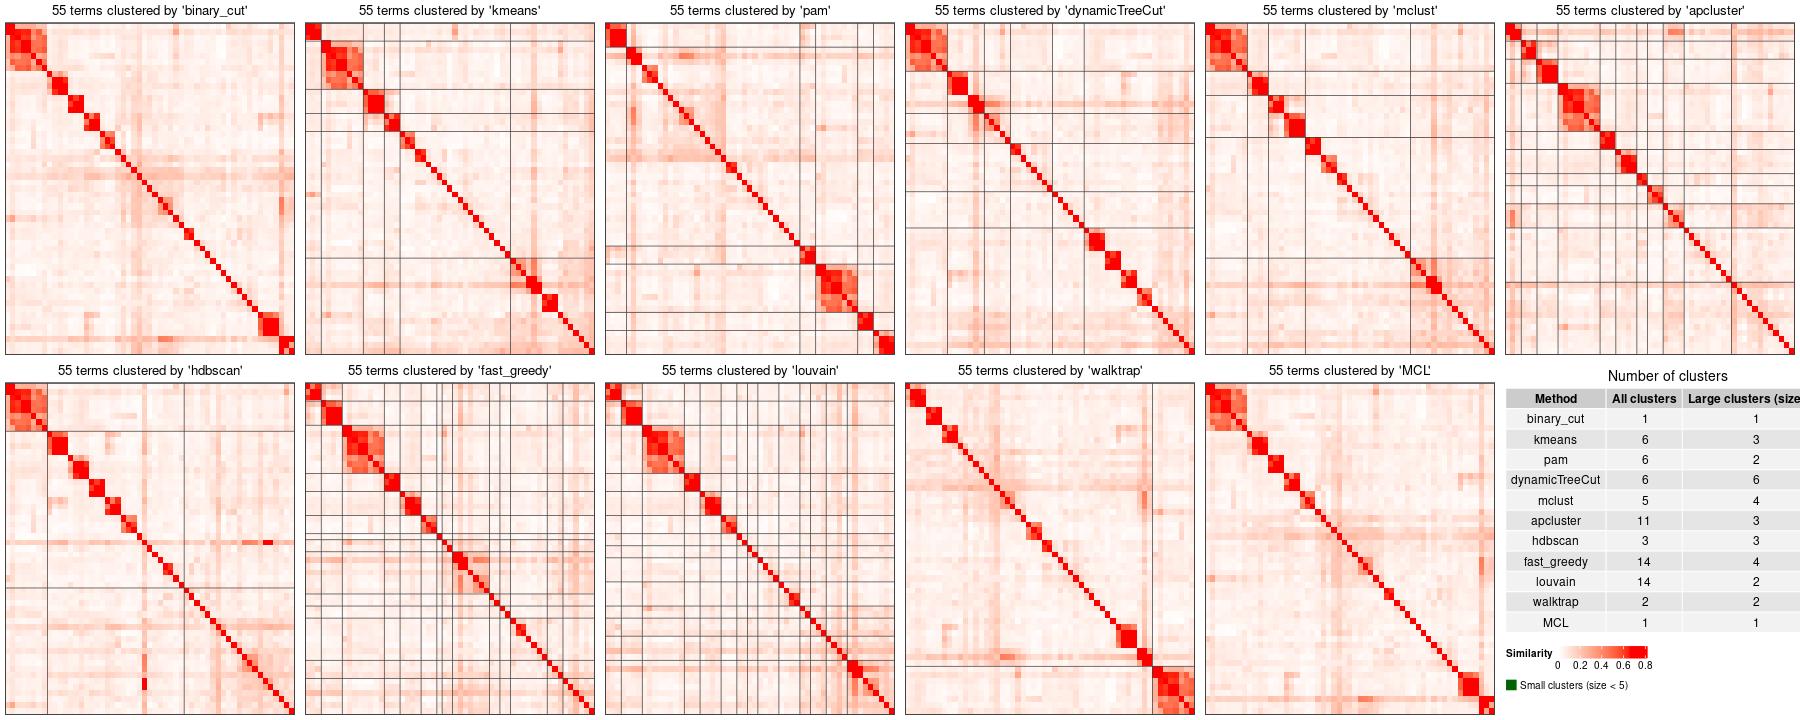 55 terms clustered by 'binary_cut'
55 terms clustered by 'kmeans'
55 terms clustered by 'pam'
55 terms clustered by 'dynamicTreeCut'
55 terms clustered by 'mclust'
55 terms clustered by 'apcluster'
55 terms clustered by 'hdbscan'
55 terms clustered by 'fast_greedy'
55 terms clustered by 'louvain'
55 terms clustered by 'walktrap'
55 terms clustered by 'MCL'
Number of clusters
Method All clusters Large clusters (size
binary_cut 1 1
kmeans 6 3
pam 6 2
dynamicTreeCut 6 6
mclust 5 4
apcluster 11 3
hdbscan 3 3
fast_greedy 14 4
louvain 14 2
walktrap 2 2
MCL 1 1
Similarity
0 0.2 0.4 0.6 0.8
Small clusters (size < 5)